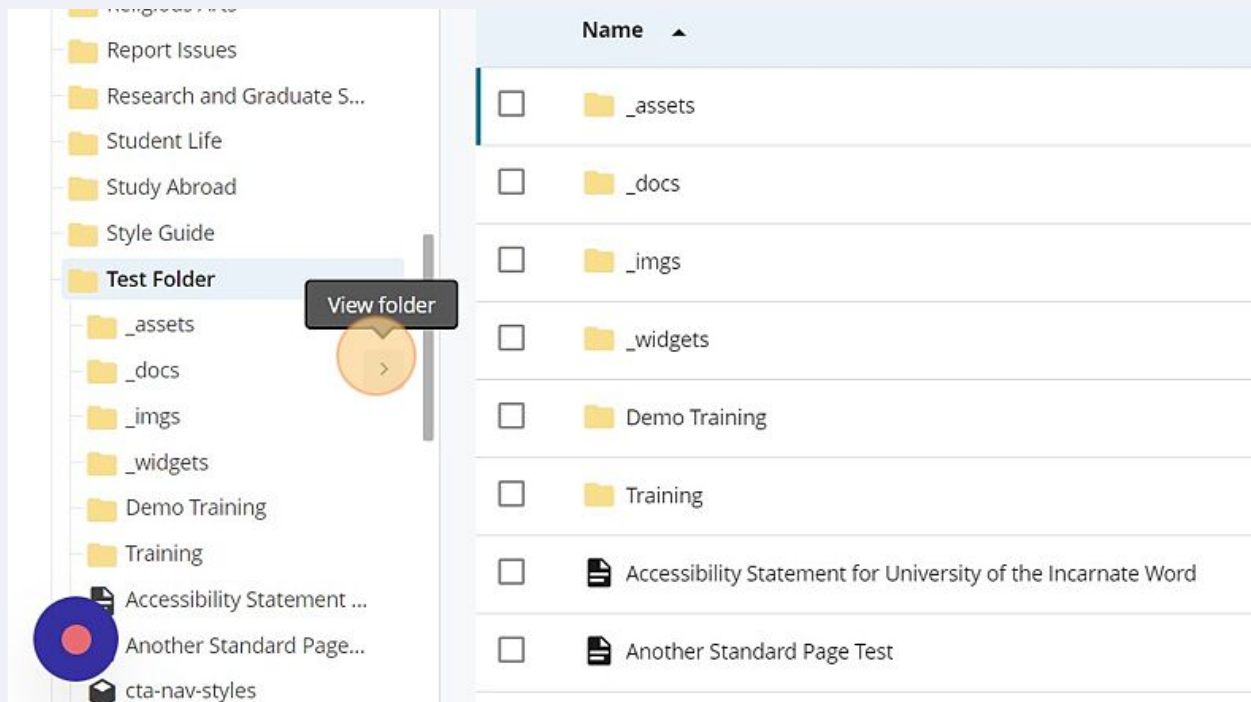 Report Issues
Research and Graduate S...
Student Life
Study Abroad
Style Guide
Test Folder
View folder
_assets
_docs
_imgs
_widgets
Demo Training
Training
Accessibility Statement ...
Another Standard Page...
cta-nav-styles
Name
_assets
_docs
_imgs
_widgets
Demo Training
Training
Accessibility Statement for University of the Incarnate Word
Another Standard Page Test